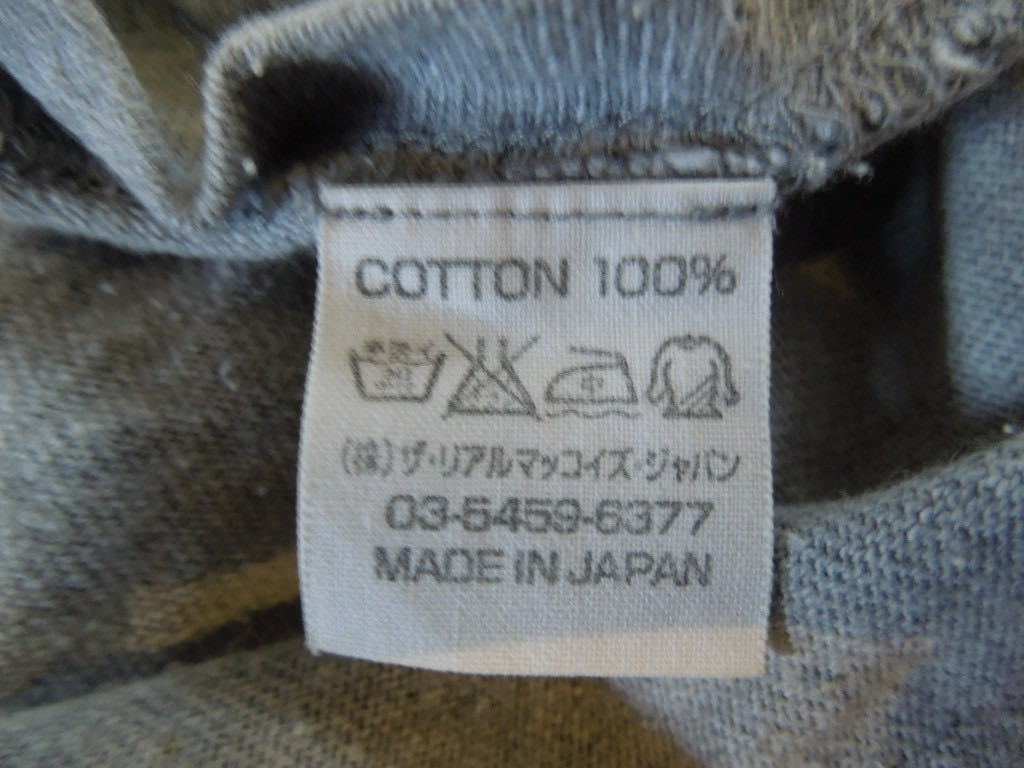 COTTON 100%
中
(株)ザ・リアルマッコイズ・ジャパン
03-5459-6377
MADE IN JAPAN